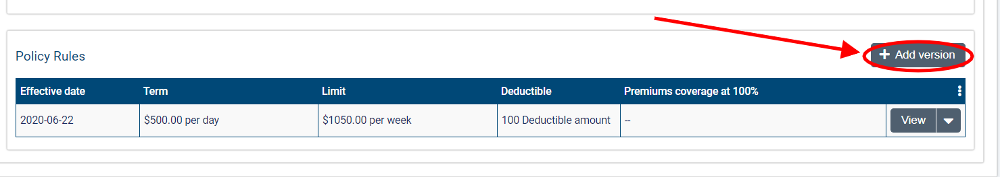 Policy Rules
+ Add version
Effective date Term Limit Deductible Premiums coverage at 100%
2020-06-22 $500.00 per day $1050.00 per week 100 Deductible amount -- View